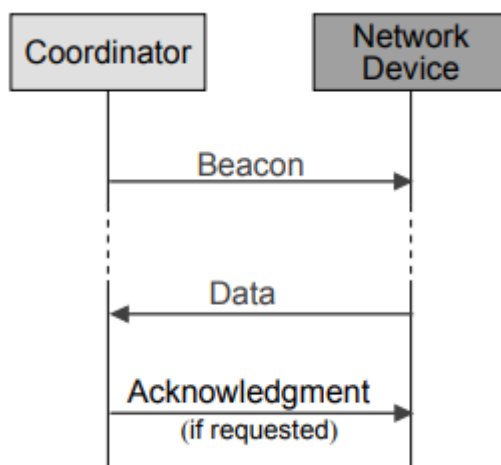 Coordinator
Network
Device
Beacon
Data
Acknowledgment
(if requested)